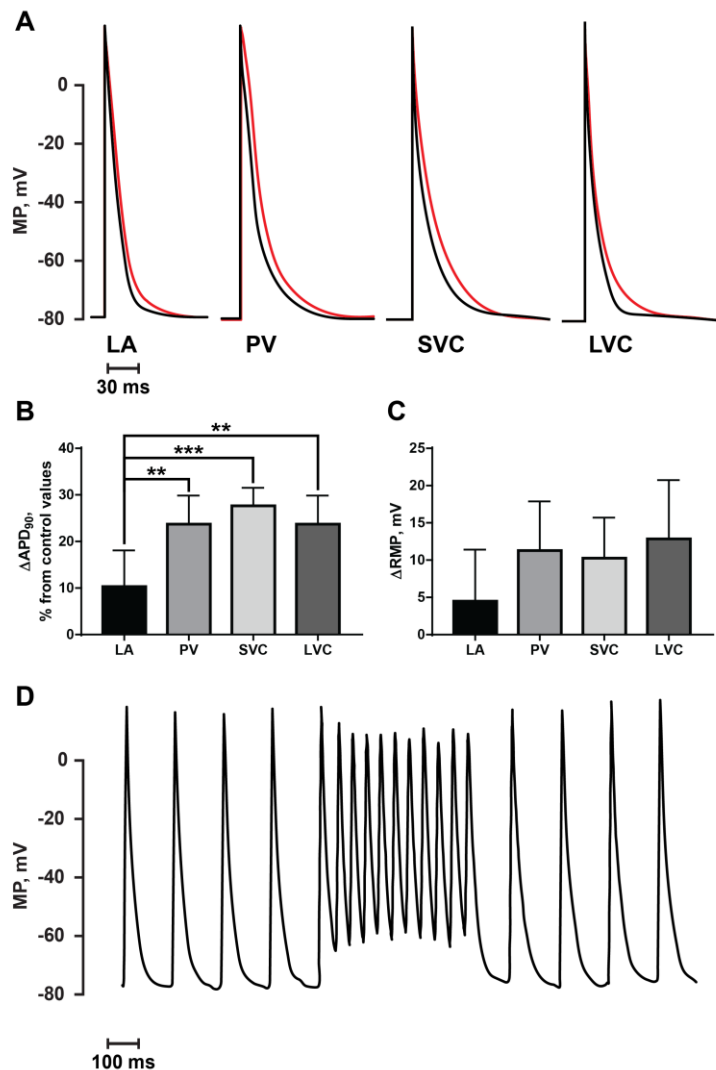 A
MP, mV
0
-20
-40
-60
-80
LA
PV
SVC
LVC
30 ms
B
ΔAPD90,
% from control values
40
30
20
10
0
**
***
**
LA
PV
SVC
LVC
C
ΔRMP, mV
25
20
15
10
5
0
LA
PV
SVC
LVC
D
MP, mV
0
-20
-40
-60
-80
100 ms